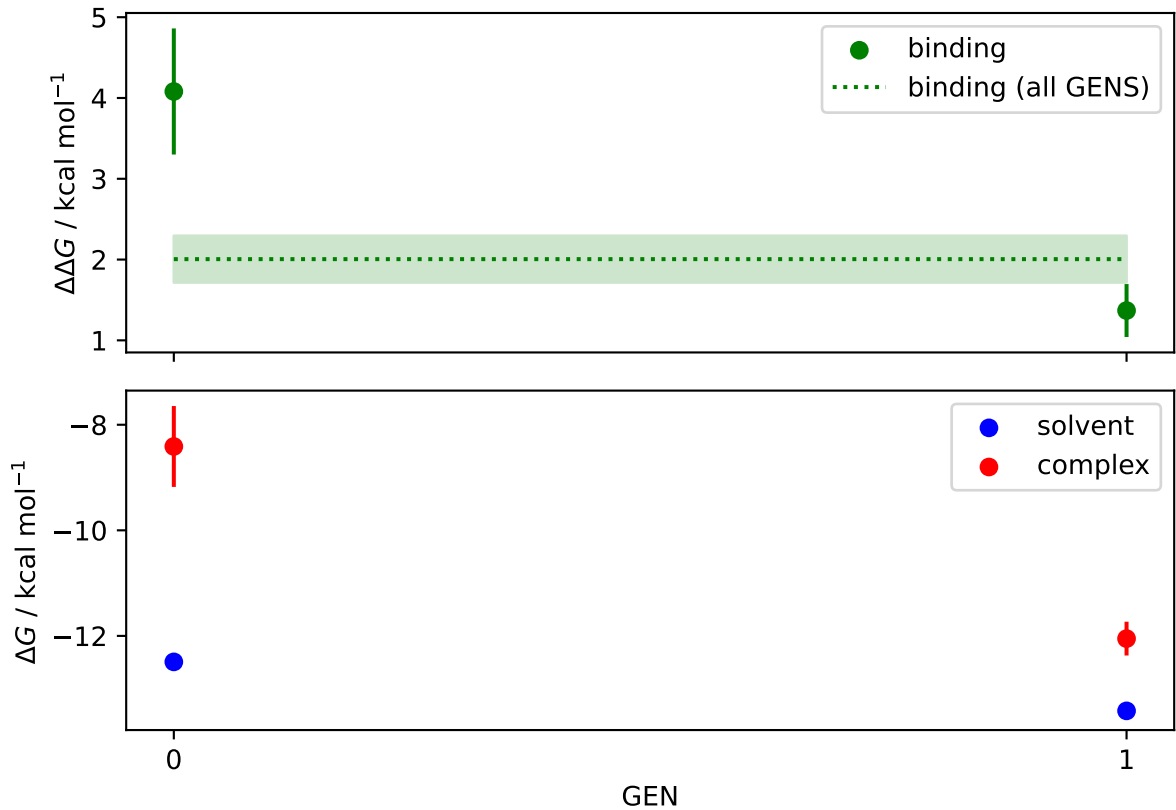 5
4
3
2
1
ΔΔG / kcal mol⁻¹
binding
binding (all GENS)
−8
−10
−12
ΔG / kcal mol⁻¹
solvent
complex
0
1
GEN